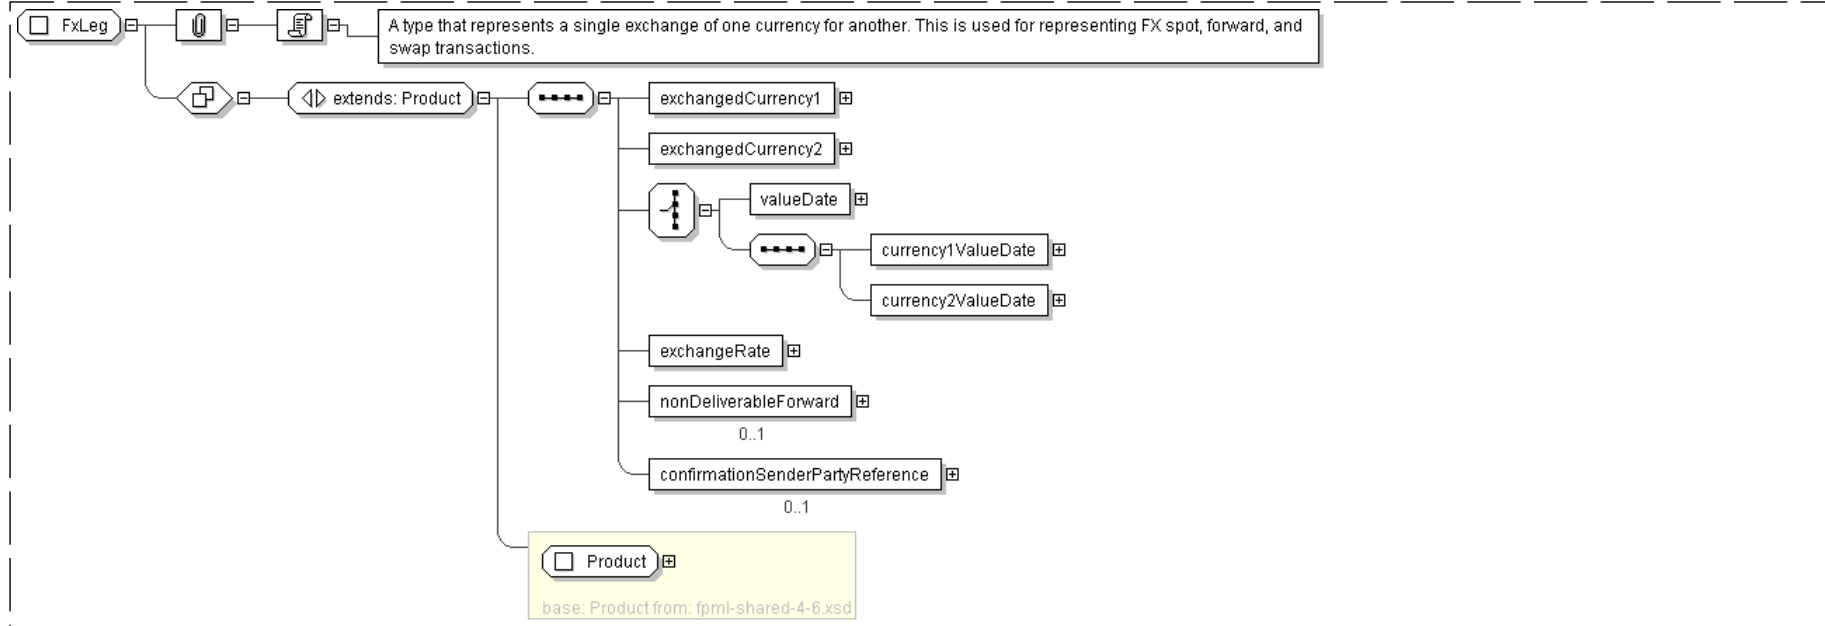 FxLeg
A type that represents a single exchange of one currency for another. This is used for representing FX spot, forward, and
swap transactions.
extends: Product
exchangedCurrency1
exchangedCurrency2
valueDate
currency1ValueDate
currency2ValueDate
exchangeRate
nonDeliverableForward
0..1
confirmationSenderPartyReference
0..1
Product
base: Product from: fpml-shared-4-6.xsd